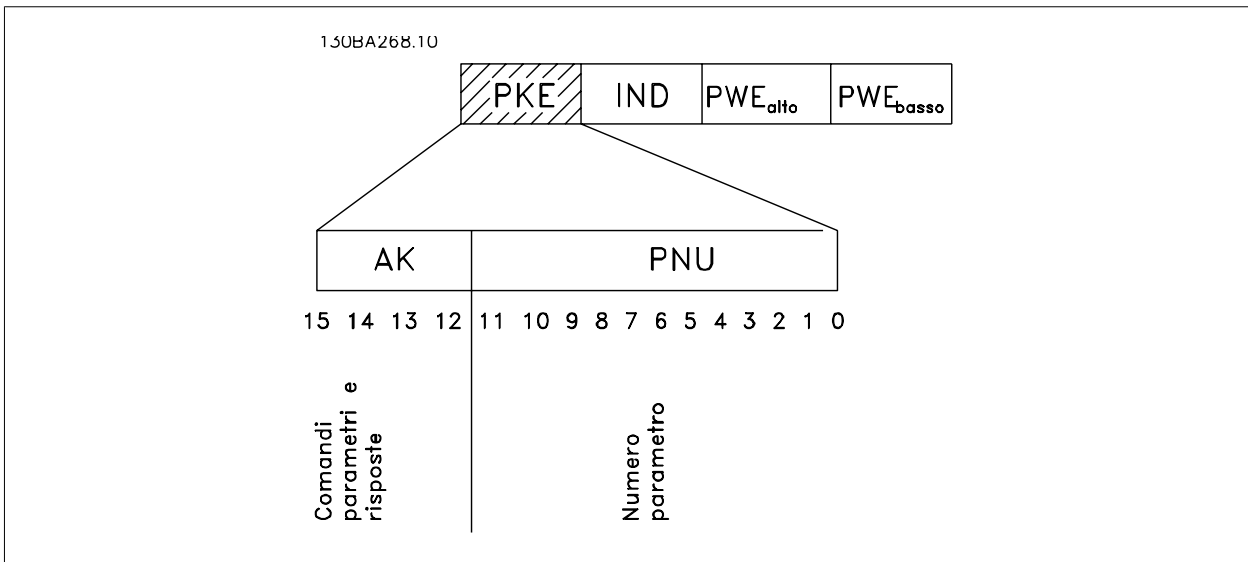 130BA268.10
PKE IND PWEalto PWEbasso
AK PNU
15 14 13 12 11 10 9 8 7 6 5 4 3 2 1 0
Comandi
parametri e
risposte
Numero
parametro